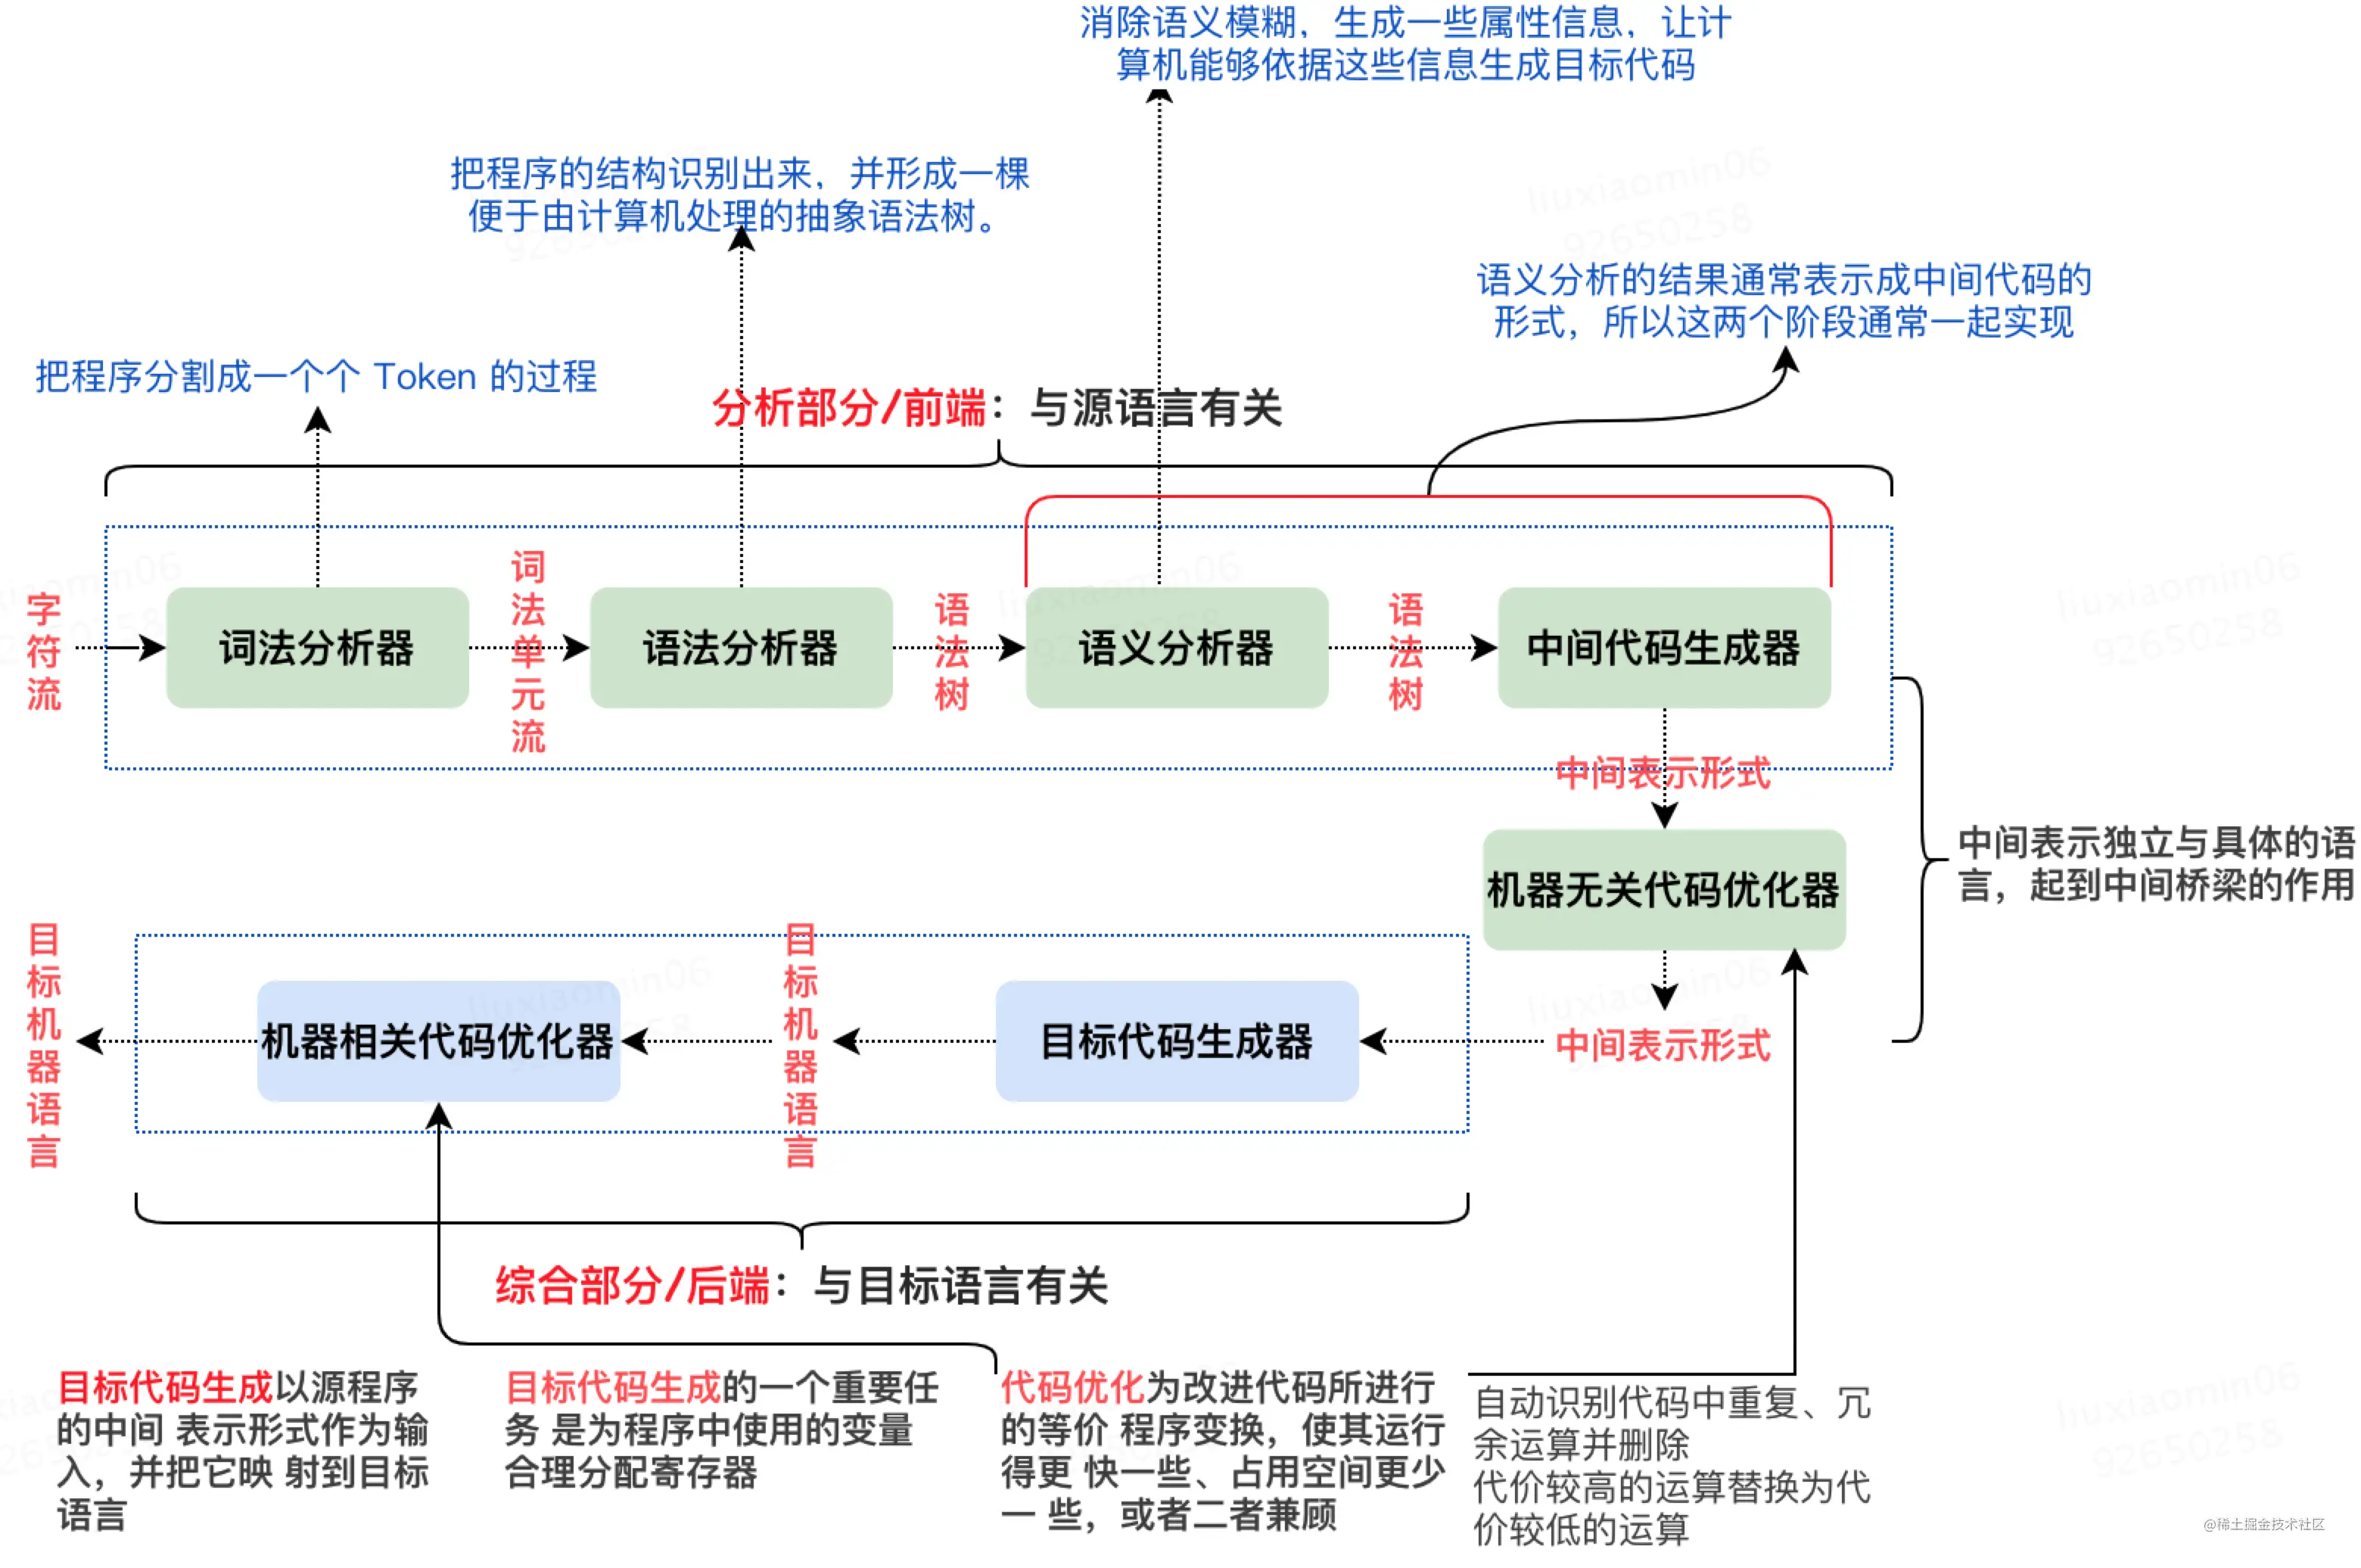 消除语义模糊，生成一些属性信息，让计
算机能够依据这些信息生成目标代码
把程序的结构识别出来，并形成一棵
便于由计算机处理的抽象语法树。
语义分析的结果通常表示成中间代码的
形式，所以这两个阶段通常一起实现
把程序分割成一个个 Token 的过程
分析部分/前端：与源语言有关
字符流
词法分析器
词法单元流
语法分析器
语法树
语义分析器
语法树
中间代码生成器
中间表示形式
机器无关代码优化器
中间表示独立与具体的语
言，起到中间桥梁的作用
中间表示形式
目标代码生成器
目标机器语言
机器相关代码优化器
目标机器语言
综合部分/后端：与目标语言有关
目标代码生成以源程序
的中间 表示形式作为输
入，并把它映 射到目标
语言
目标代码生成的一个重要任
务 是为程序中使用的变量
合理分配寄存器
代码优化为改进代码所进行
的等价 程序变换，使其运行
得更 快一些、占用空间更少
一 些，或者二者兼顾
自动识别代码中重复、冗
余运算并删除
代价较高的运算替换为代
价较低的运算
liuxiaomin06
92650258
liuxiaomin06
92650258
liuxiaomin06
92650258
@稀土掘金技术社区